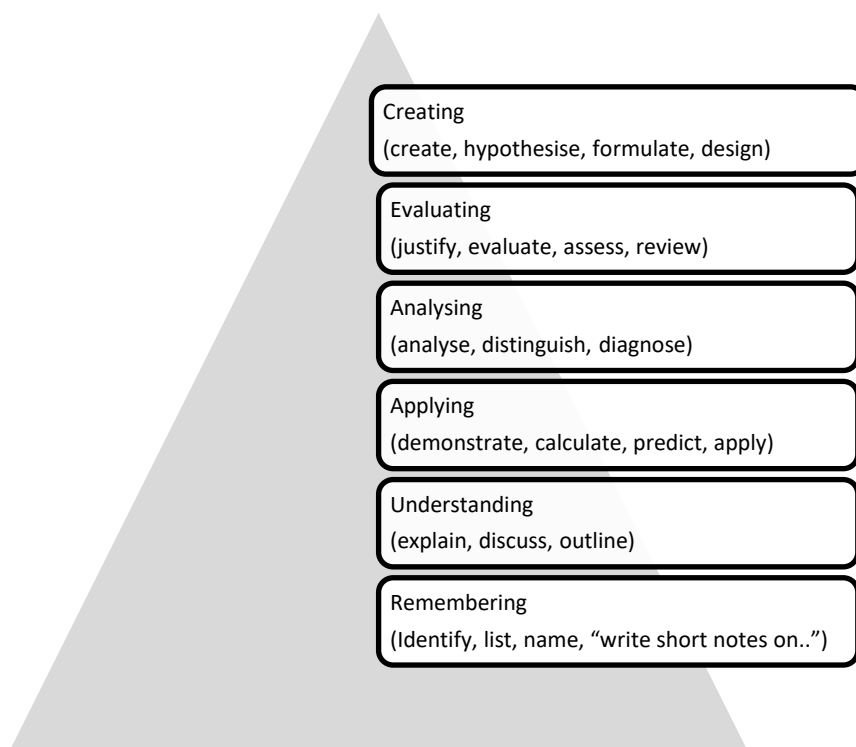 Creating
(create, hypothesise, formulate, design)
Evaluating
(justify, evaluate, assess, review)
Analysing
(analyse, distinguish, diagnose)
Applying
(demonstrate, calculate, predict, apply)
Understanding
(explain, discuss, outline)
Remembering
(Identify, list, name, “write short notes on..”)